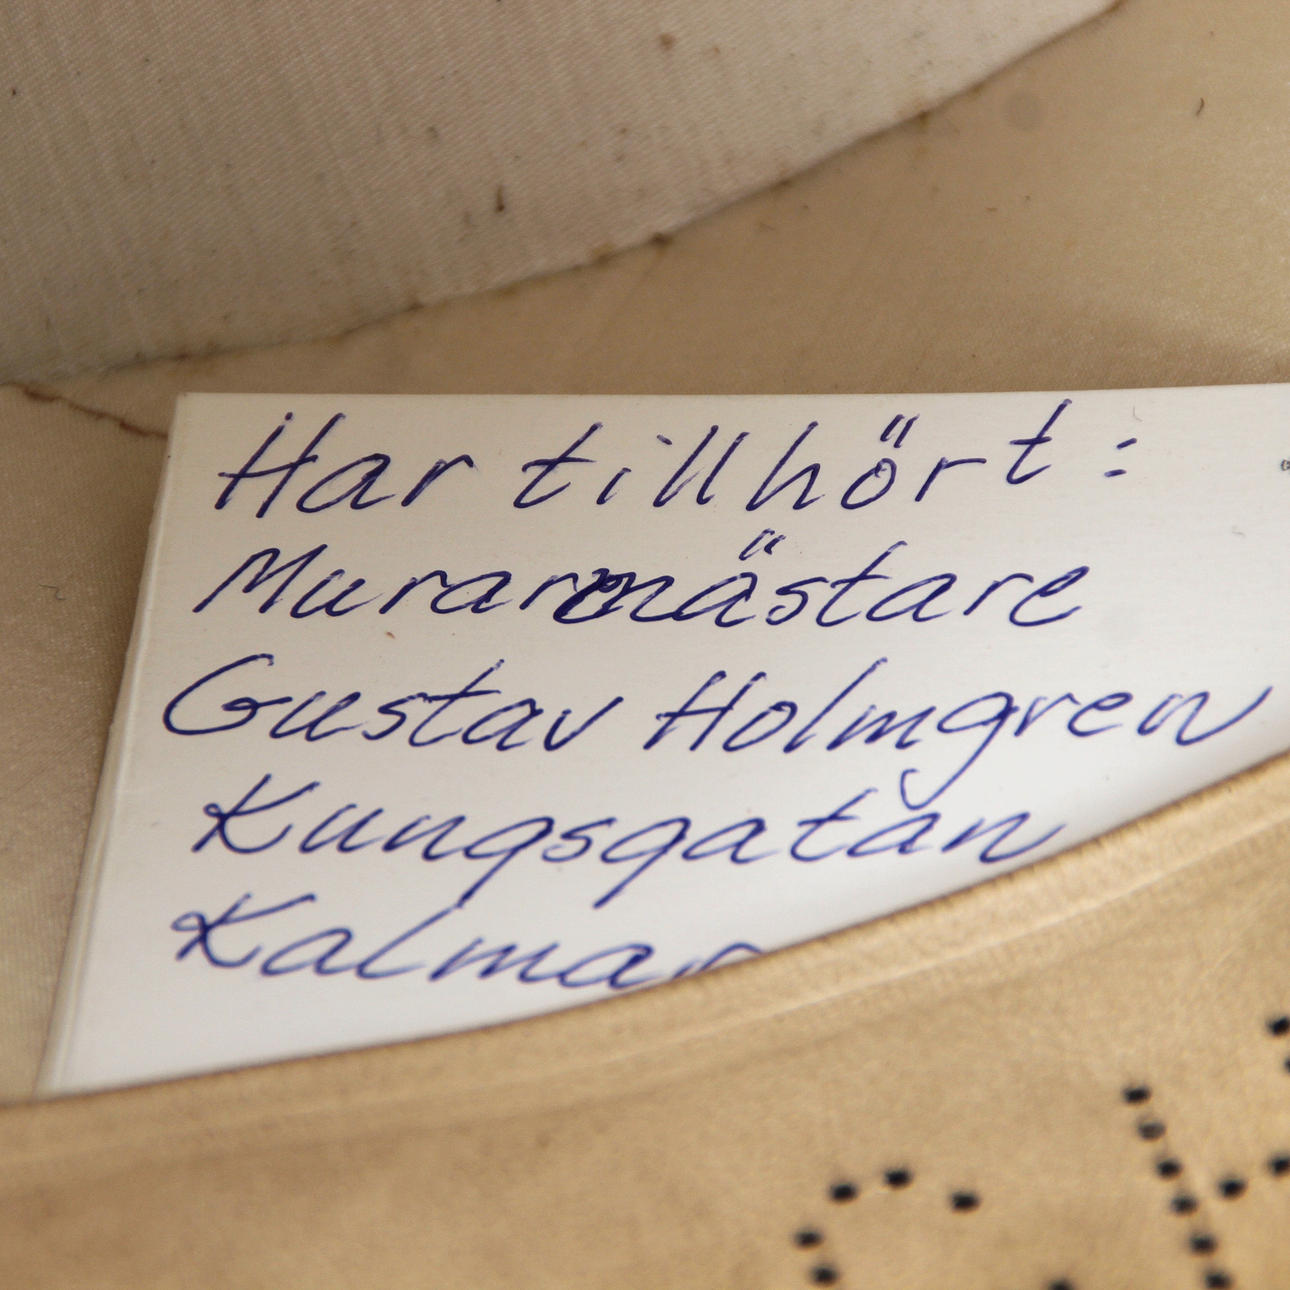 Har tillhört:
Murarmästare
Gustav Holmgren
Kungsgatan
Kalmar